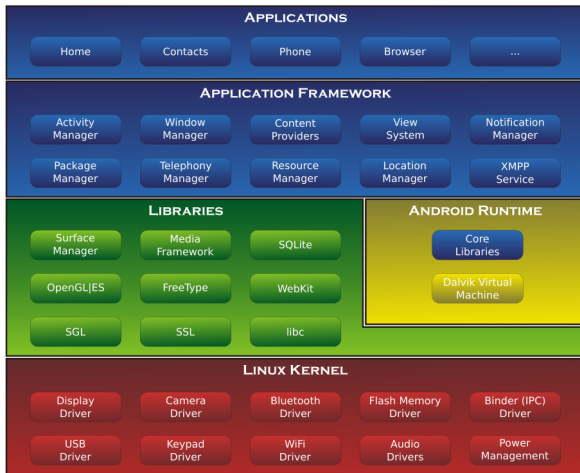 APPLICATIONS
Home
Contacts
Phone
Browser
...
APPLICATION FRAMEWORK
Activity
Manager
Window
Manager
Content
Providers
View
System
Notification
Manager
Package
Manager
Telephony
Manager
Resource
Manager
Location
Manager
XMPP
Service
LIBRARIES
Surface
Manager
Media
Framework
SQLite
OpenGL|ES
FreeType
WebKit
SGL
SSL
libc
ANDROID RUNTIME
Core
Libraries
Dalvik Virtual
Machine
LINUX KERNEL
Display
Driver
Camera
Driver
Bluetooth
Driver
Flash Memory
Driver
Binder (IPC)
Driver
USB
Driver
Keypad
Driver
WiFi
Driver
Audio
Drivers
Power
Management